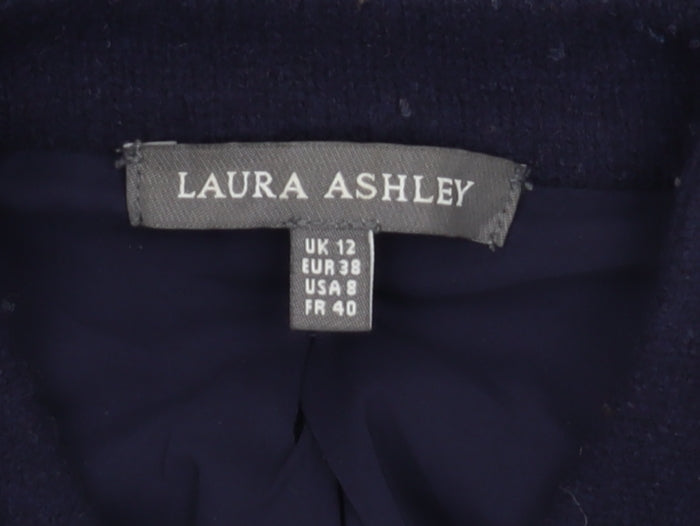 LAURA ASHLEY
UK 12
EUR 38
USA 8
FR 40